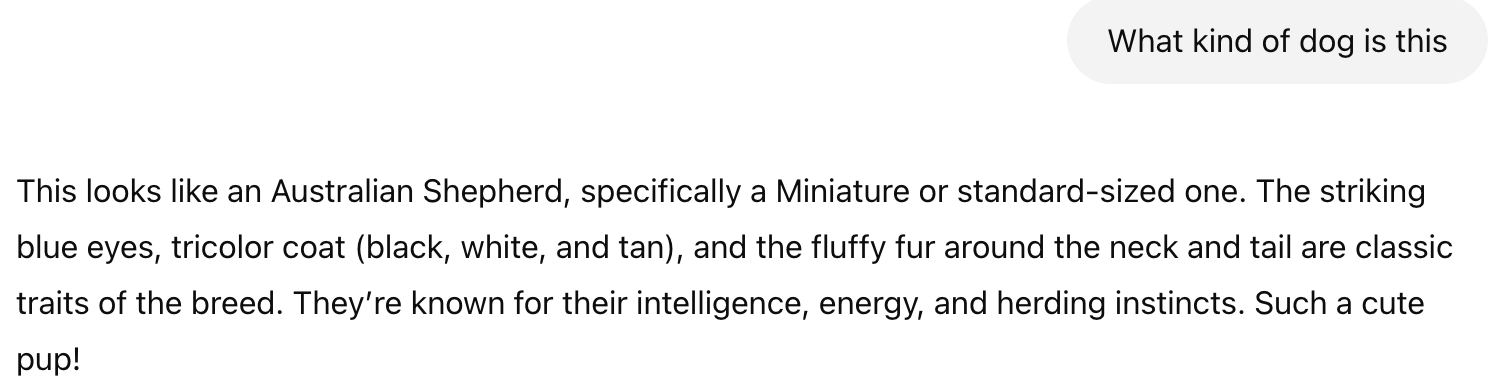 What kind of dog is this
This looks like an Australian Shepherd, specifically a Miniature or standard-sized one. The striking
blue eyes, tricolor coat (black, white, and tan), and the fluffy fur around the neck and tail are classic
traits of the breed. They’re known for their intelligence, energy, and herding instincts. Such a cute
pup!